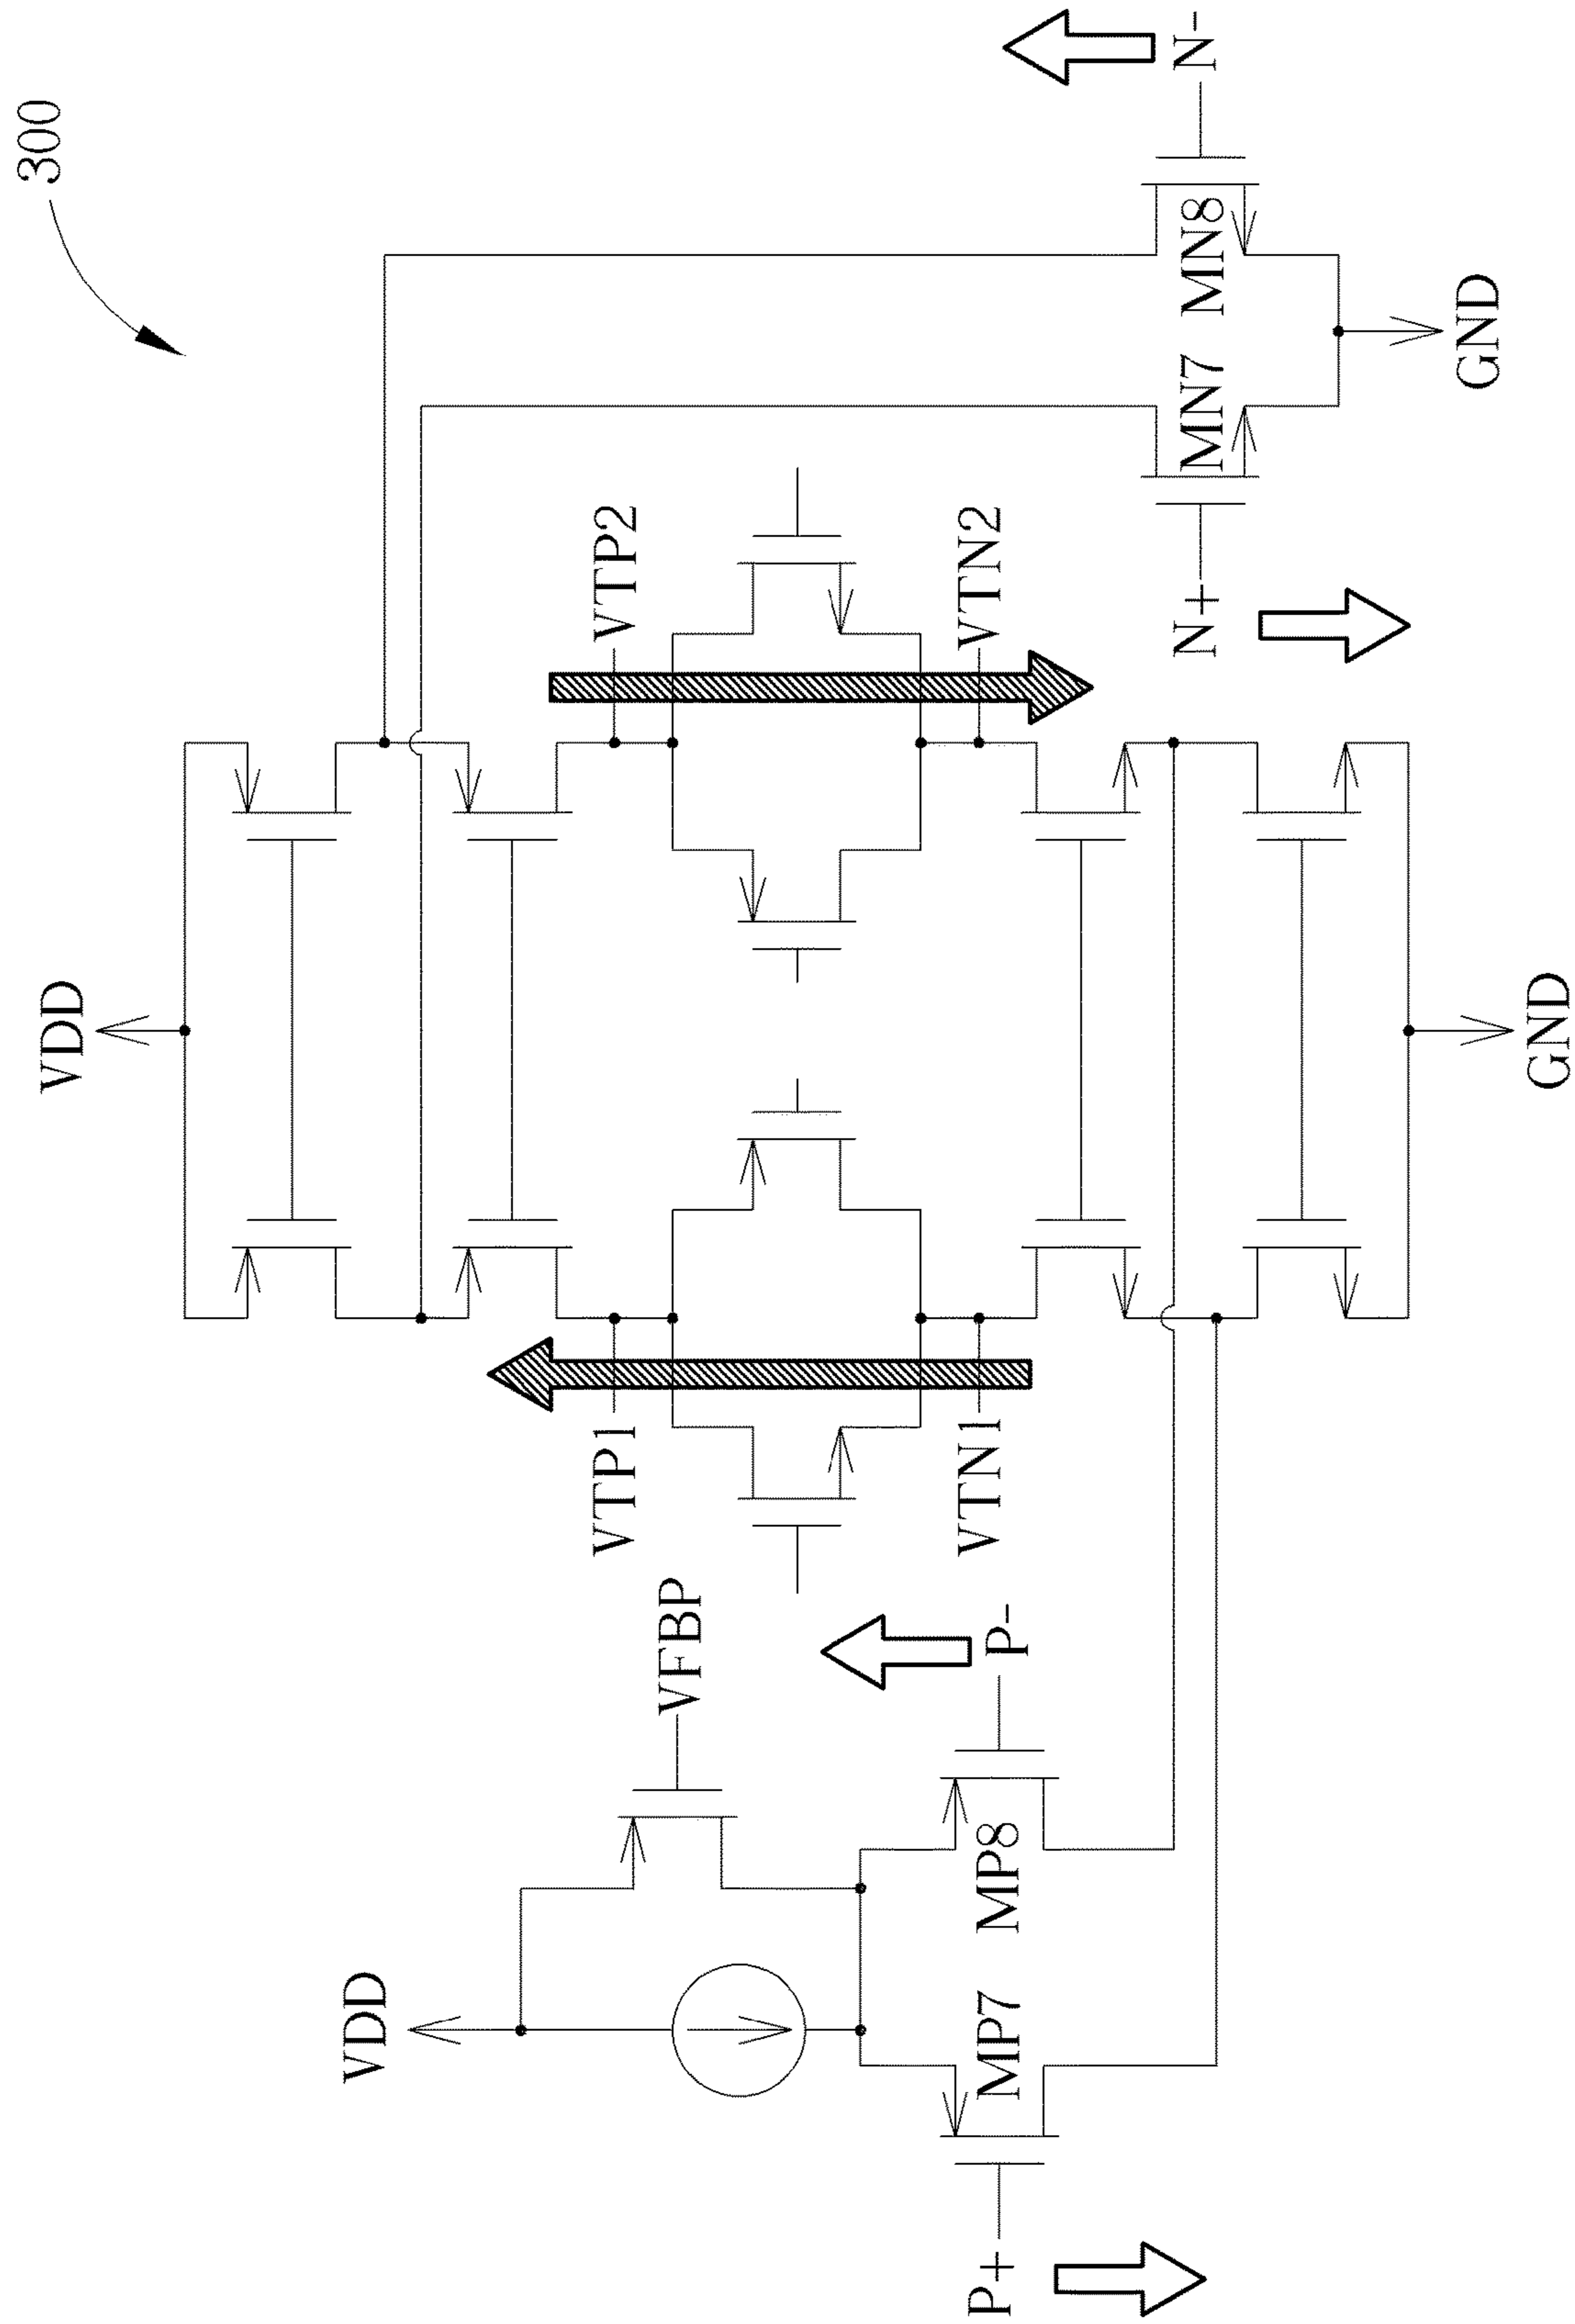 300
VDD
VDD
VTP1
VTP2
VFBP
VTN1
VTN2
P+
MP7
MP8
P-
N+
MN7
MN8
N-
GND
GND